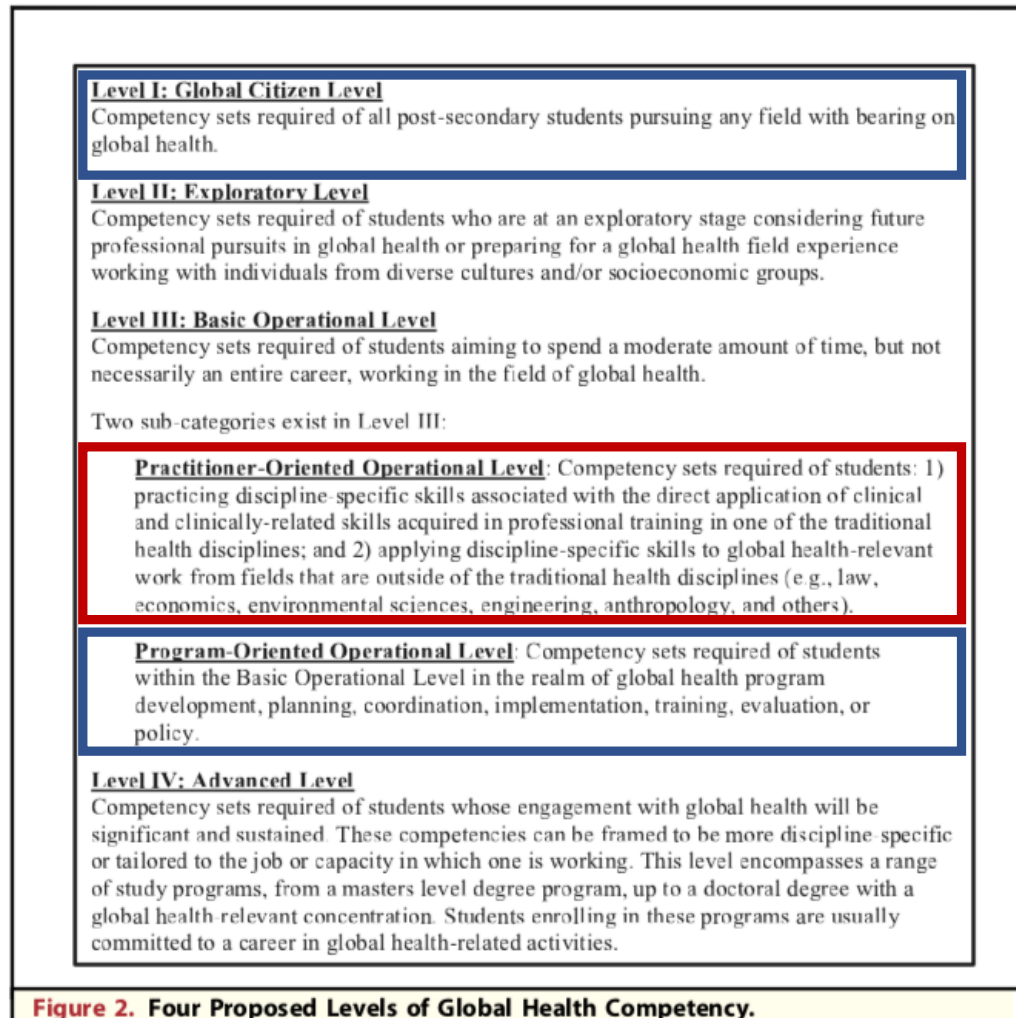 Level I: Global Citizen Level
Competency sets required of all post-secondary students pursuing any field with bearing on
global health.
Level II: Exploratory Level
Competency sets required of students who are at an exploratory stage considering future
professional pursuits in global health or preparing for a global health field experience
working with individuals from diverse cultures and/or socioeconomic groups.
Level III: Basic Operational Level
Competency sets required of students aiming to spend a moderate amount of time, but not
necessarily an entire career, working in the field of global health.
Two sub-categories exist in Level III:
Practitioner-Oriented Operational Level: Competency sets required of students: 1)
practicing discipline-specific skills associated with the direct application of clinical
and clinically-related skills acquired in professional training in one of the traditional
health disciplines; and 2) applying discipline-specific skills to global health-relevant
work from fields that are outside of the traditional health disciplines (e.g., law,
economics, environmental sciences, engineering, anthropology, and others).
Program-Oriented Operational Level: Competency sets required of students
within the Basic Operational Level in the realm of global health program
development, planning, coordination, implementation, training, evaluation, or
policy.
Level IV: Advanced Level
Competency sets required of students whose engagement with global health will be
significant and sustained. These competencies can be framed to be more discipline-specific
or tailored to the job or capacity in which one is working. This level encompasses a range
of study programs, from a masters level degree program, up to a doctoral degree with a
global health-relevant concentration. Students enrolling in these programs are usually
committed to a career in global health-related activities.
Figure 2. Four Proposed Levels of Global Health Competency.